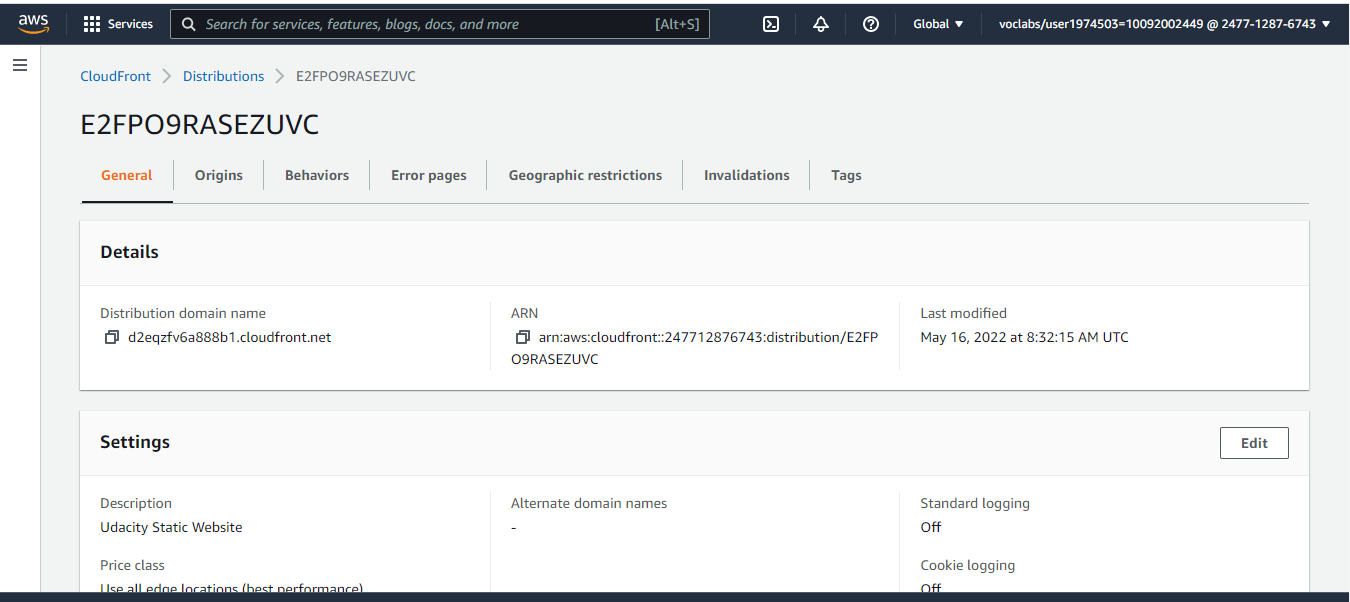 aws Services Search for services, features, blogs, docs, and more [Alt+S] Global voclabs/user1974503=10092002449 @ 2477-1287-6743
CloudFront Distributions E2FPO9RASEZUVC
E2FPO9RASEZUVC
General Origins Behaviors Error pages Geographic restrictions Invalidations Tags
Details
Distribution domain name
d2eqzfv6a888b1.cloudfront.net
ARN
arn:aws:cloudfront::247712876743:distribution/E2FP
O9RASEZUVC
Last modified
May 16, 2022 at 8:32:15 AM UTC
Settings
Edit
Description
Udacity Static Website
Price class
Use all edge locations (best performance)
Alternate domain names
-
Standard logging
Off
Cookie logging
Off